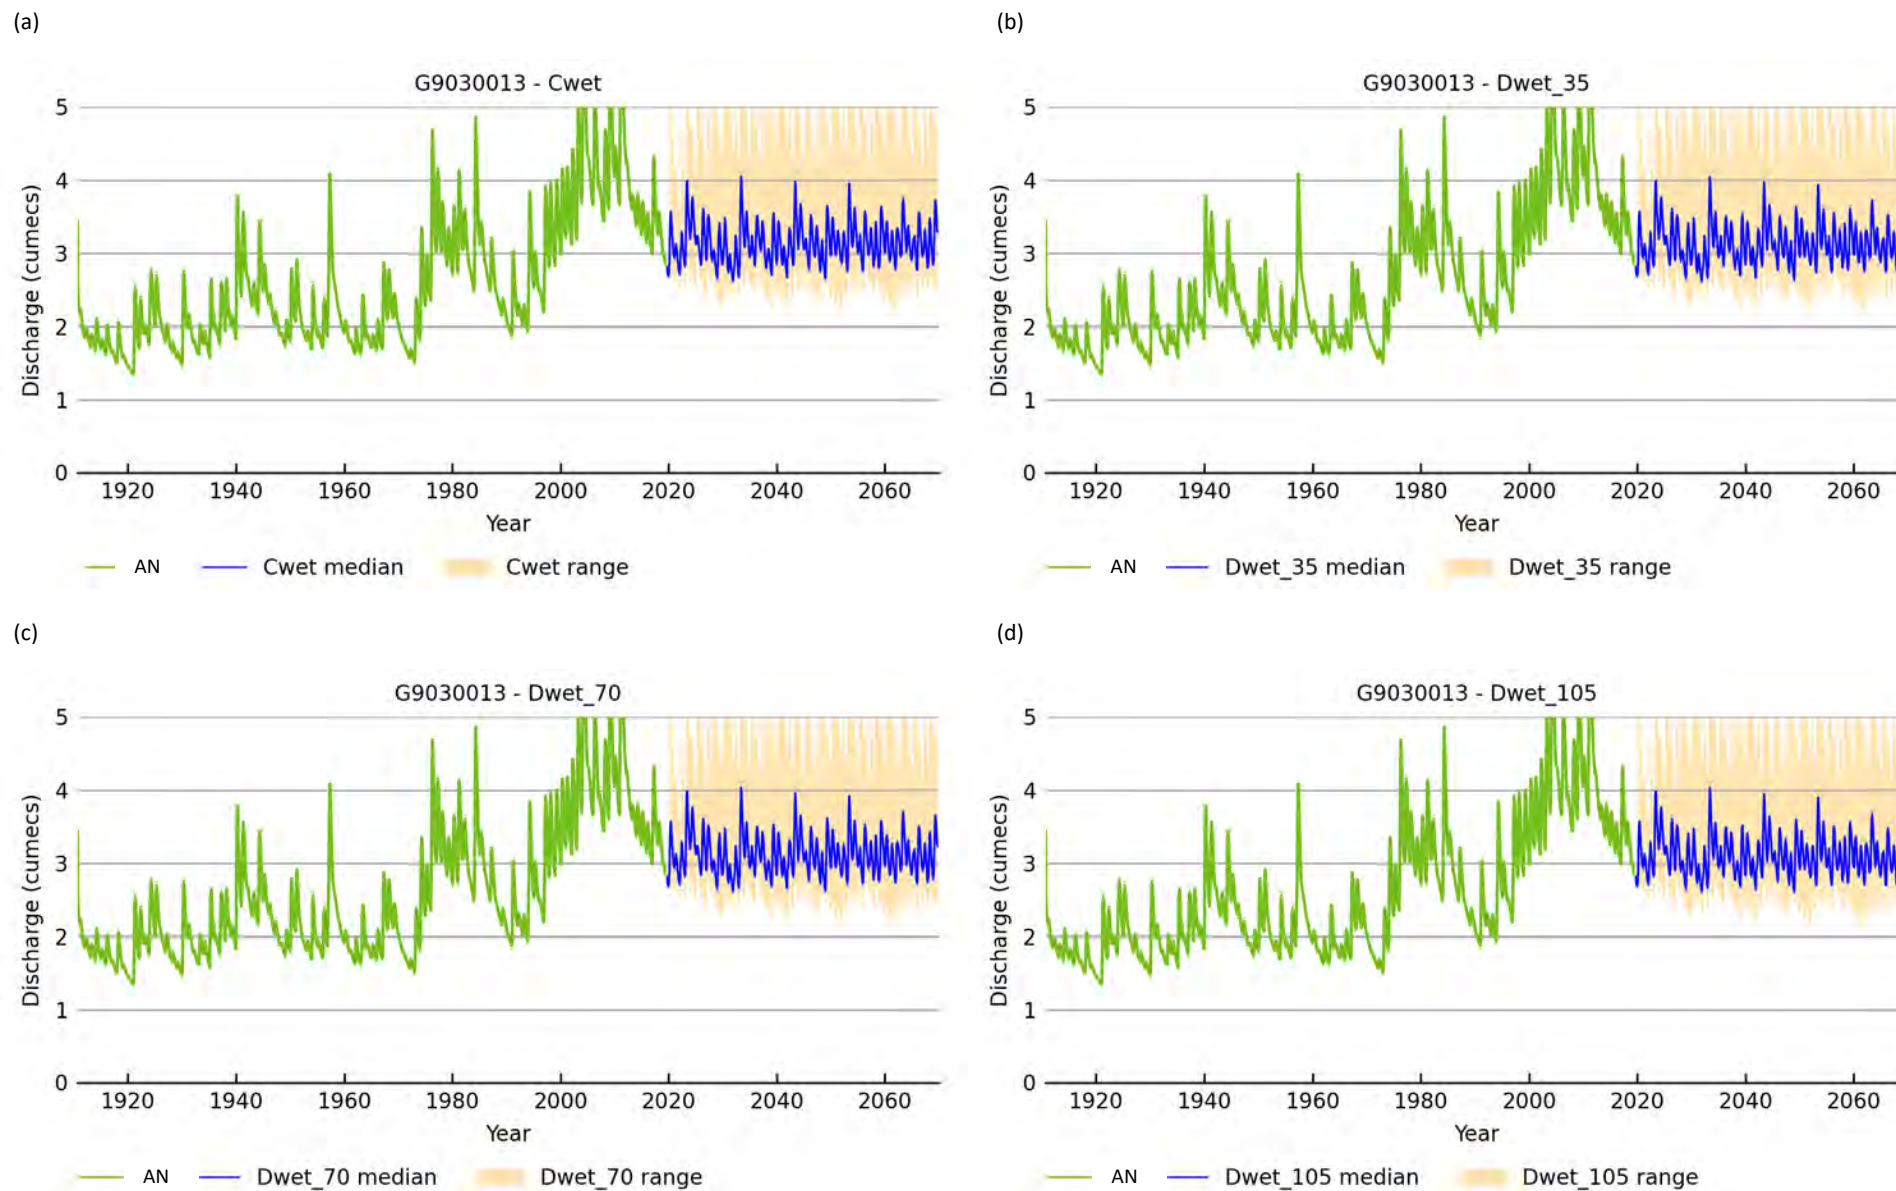 (a)
G9030013 - Cwet
5
4
3
2
1
0
Discharge (cumecs)
1920 1940 1960 1980 2000 2020 2040 2060
Year
AN Cwet median Cwet range
(b)
G9030013 - Dwet_35
5
4
3
2
1
0
Discharge (cumecs)
1920 1940 1960 1980 2000 2020 2040 2060
Year
AN Dwet_35 median Dwet_35 range
(c)
G9030013 - Dwet_70
5
4
3
2
1
0
Discharge (cumecs)
1920 1940 1960 1980 2000 2020 2040 2060
Year
AN Dwet_70 median Dwet_70 range
(d)
G9030013 - Dwet_105
5
4
3
2
1
0
Discharge (cumecs)
1920 1940 1960 1980 2000 2020 2040 2060
Year
AN Dwet_105 median Dwet_105 range